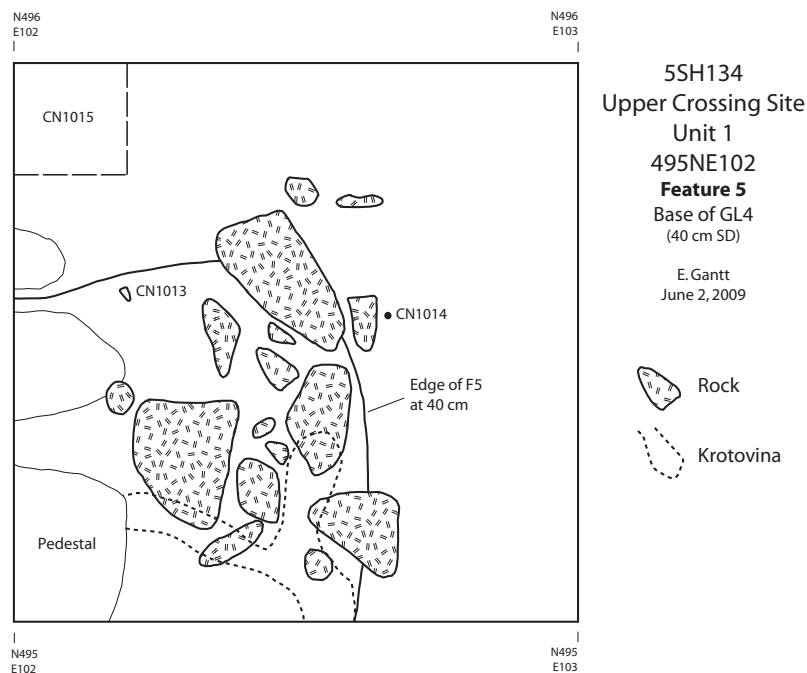 N496
E102
N496
E103
CN1015
5SH134
Upper Crossing Site
Unit 1
495NE102
Feature 5
Base of GL4
(40 cm SD)
E. Gantt
June 2, 2009
CN1013
CN1014
Edge of F5
at 40 cm
Rock
Krotovina
Pedestal
N495
E102
N495
E103